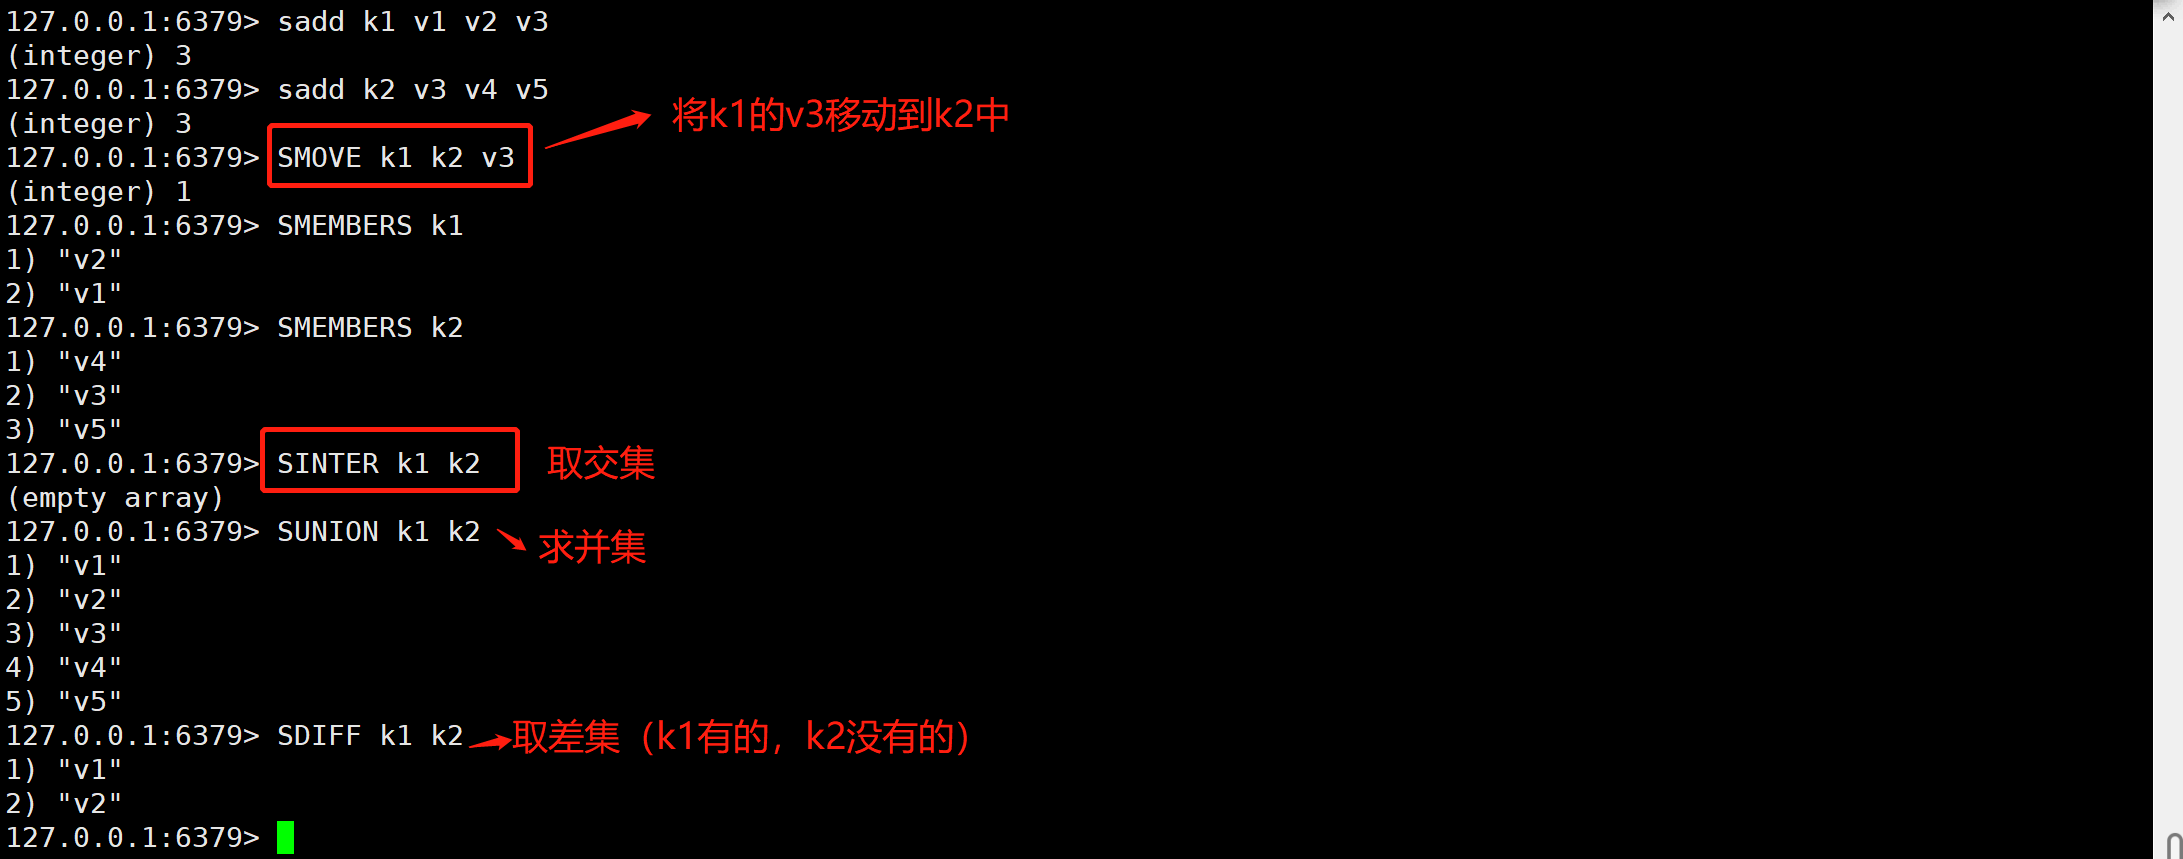 127.0.0.1:6379> sadd k1 v1 v2 v3
(integer) 3
127.0.0.1:6379> sadd k2 v3 v4 v5
将k1的v3移动到k2中
(integer) 3
127.0.0.1:6379> SMOVE k1 k2 v3
(integer) 1
127.0.0.1:6379> SMEMBERS k1
1) "v2"
2) "v1"
127.0.0.1:6379> SMEMBERS k2
1) "v4"
2) "v3"
3) "v5"
127.0.0.1:6379> SINTER k1 k2 取交集
(empty array)
127.0.0.1:6379> SUNION k1 k2 求并集
1) "v1"
2) "v2"
3) "v3"
4) "v4"
5) "v5"
127.0.0.1:6379> SDIFF k1 k2 取差集（k1有的，k2没有的）
1) "v1"
2) "v2"
127.0.0.1:6379>